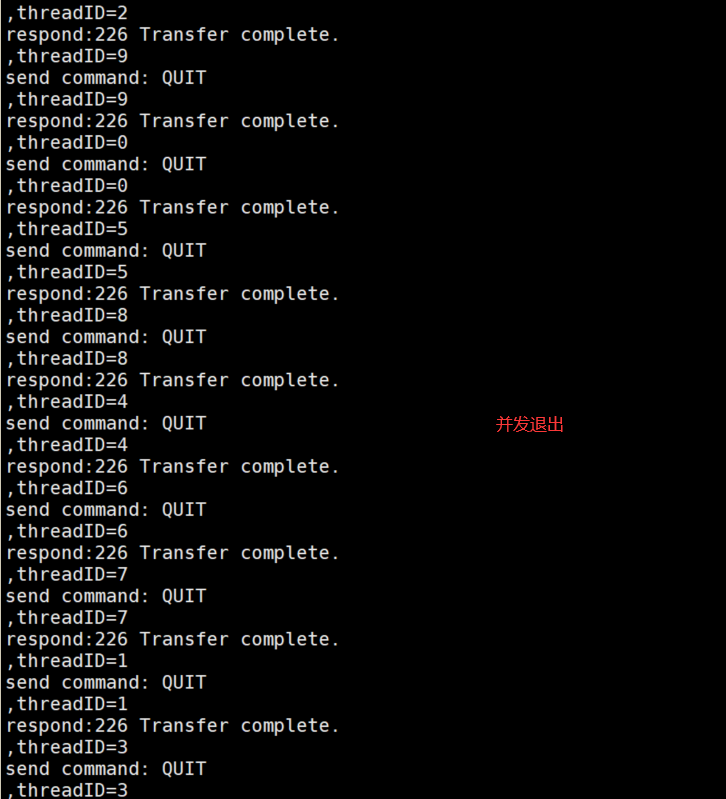 ,threadID=2
respond:226 Transfer complete.
,threadID=9
send command: QUIT
,threadID=9
respond:226 Transfer complete.
,threadID=0
send command: QUIT
,threadID=0
respond:226 Transfer complete.
,threadID=5
send command: QUIT
,threadID=5
respond:226 Transfer complete.
,threadID=8
send command: QUIT
,threadID=8
respond:226 Transfer complete.
,threadID=4
send command: QUIT
并发退出
,threadID=4
respond:226 Transfer complete.
,threadID=6
send command: QUIT
,threadID=6
respond:226 Transfer complete.
,threadID=7
send command: QUIT
,threadID=7
respond:226 Transfer complete.
,threadID=1
send command: QUIT
,threadID=1
respond:226 Transfer complete.
,threadID=3
send command: QUIT
,threadID=3